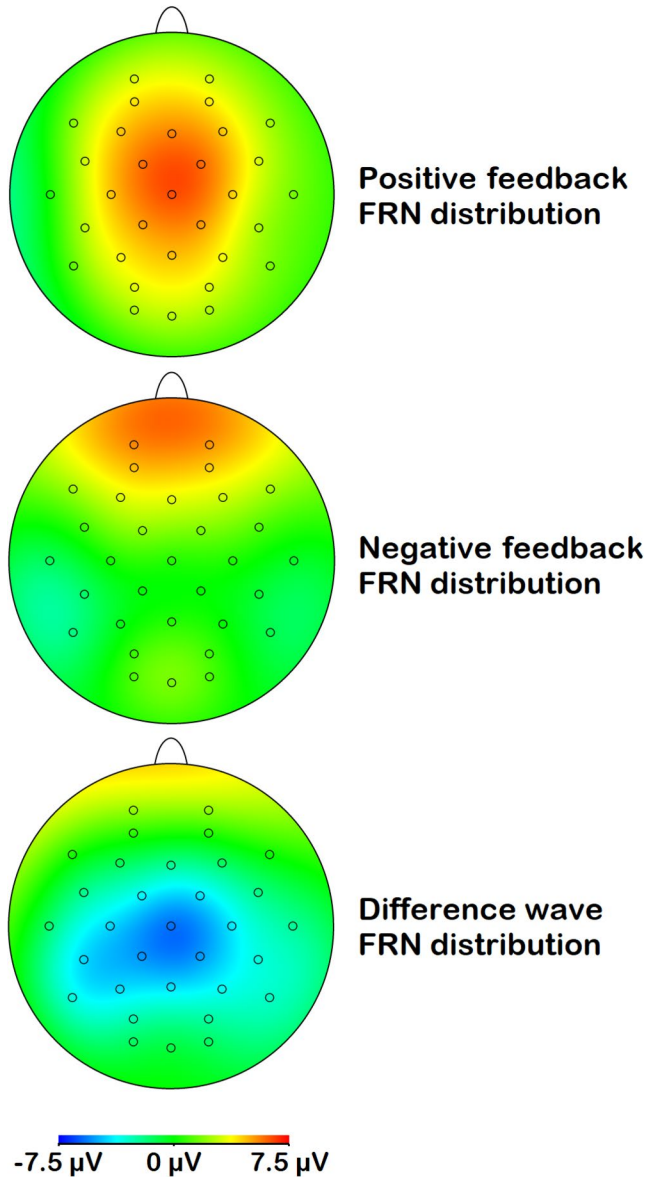 Positive feedback
FRN distribution
Negative feedback
FRN distribution
Difference wave
FRN distribution
-7.5 µV 0 µV 7.5 µV